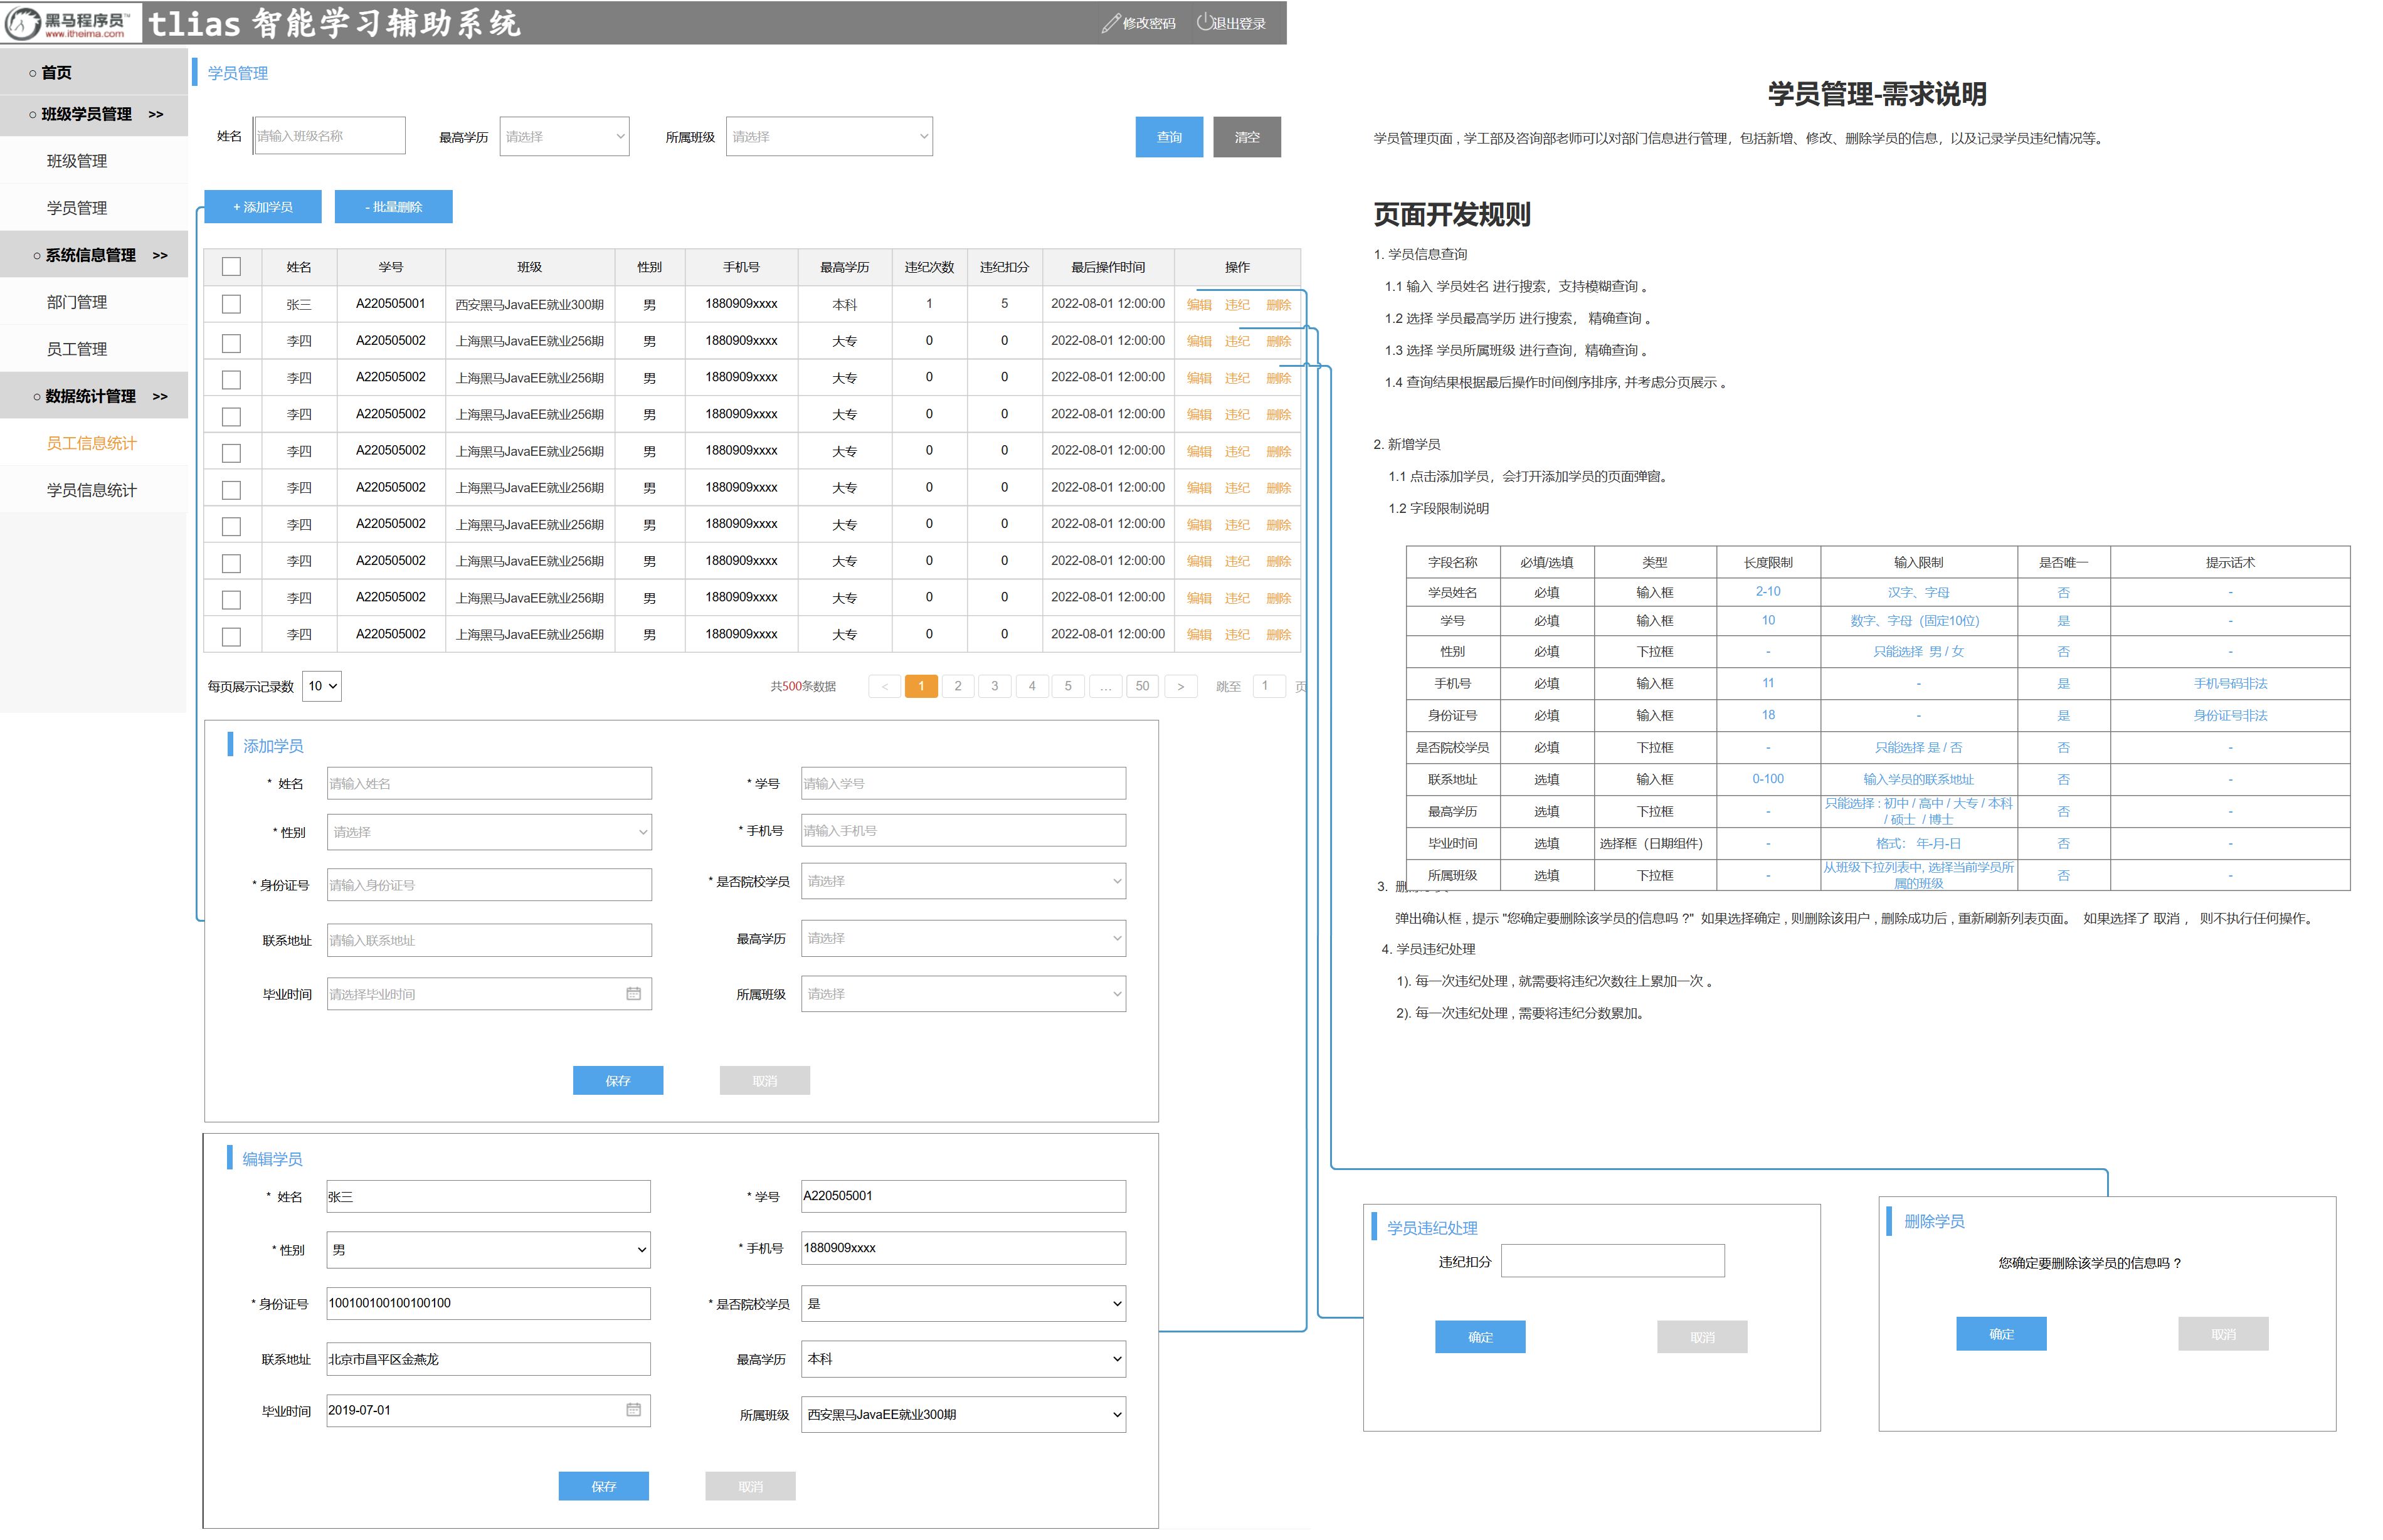 黑马程序员
www.itheima.com
tlias 智能学习辅助系统
修改密码
退出登录
○ 首页
○ 班级学员管理 >>
班级管理
学员管理
○ 系统信息管理 >>
部门管理
员工管理
○ 数据统计管理 >>
员工信息统计
学员信息统计
学员管理
姓名 请输入班级名称 最高学历 请选择 所属班级 请选择 查询 清空
+ 添加学员 - 批量删除
姓名 学号 班级 性别 手机号 最高学历 违纪次数 违纪扣分 最后操作时间 操作
张三 A220505001 西安黑马JavaEE就业300期 男 1880909xxxx 本科 1 5 2022-08-01 12:00:00 编辑 违纪 删除
李四 A220505002 上海黑马JavaEE就业256期 男 1880909xxxx 大专 0 0 2022-08-01 12:00:00 编辑 违纪 删除
李四 A220505002 上海黑马JavaEE就业256期 男 1880909xxxx 大专 0 0 2022-08-01 12:00:00 编辑 违纪 删除
李四 A220505002 上海黑马JavaEE就业256期 男 1880909xxxx 大专 0 0 2022-08-01 12:00:00 编辑 违纪 删除
李四 A220505002 上海黑马JavaEE就业256期 男 1880909xxxx 大专 0 0 2022-08-01 12:00:00 编辑 违纪 删除
李四 A220505002 上海黑马JavaEE就业256期 男 1880909xxxx 大专 0 0 2022-08-01 12:00:00 编辑 违纪 删除
李四 A220505002 上海黑马JavaEE就业256期 男 1880909xxxx 大专 0 0 2022-08-01 12:00:00 编辑 违纪 删除
李四 A220505002 上海黑马JavaEE就业256期 男 1880909xxxx 大专 0 0 2022-08-01 12:00:00 编辑 违纪 删除
李四 A220505002 上海黑马JavaEE就业256期 男 1880909xxxx 大专 0 0 2022-08-01 12:00:00 编辑 违纪 删除
李四 A220505002 上海黑马JavaEE就业256期 男 1880909xxxx 大专 0 0 2022-08-01 12:00:00 编辑 违纪 删除
每页展示记录数 10 共500条数据 < 1 2 3 4 5 … 50 > 跳至 1 页
添加学员
* 姓名 请输入姓名 * 学号 请输入学号
* 性别 请选择 * 手机号 请输入手机号
* 身份证号 请输入身份证号 * 是否院校学员 请选择
联系地址 请输入联系地址 最高学历 请选择
毕业时间 请选择毕业时间 所属班级 请选择
保存 取消
编辑学员
* 姓名 张三 * 学号 A220505001
* 性别 男 * 手机号 1880909xxxx
* 身份证号 100100100100100100 * 是否院校学员 是
联系地址 北京市昌平区金燕龙 最高学历 本科
毕业时间 2019-07-01 所属班级 西安黑马JavaEE就业300期
保存 取消
学员管理-需求说明
学员管理页面 , 学工部及咨询部老师可以对部门信息进行管理，包括新增、修改、删除学员的信息，以及记录学员违纪情况等。
页面开发规则
1. 学员信息查询
1.1 输入 学员姓名 进行搜索，支持模糊查询 。
1.2 选择 学员最高学历 进行搜索， 精确查询 。
1.3 选择 学员所属班级 进行查询，精确查询 。
1.4 查询结果根据最后操作时间倒序排序, 并考虑分页展示 。
2. 新增学员
1.1 点击添加学员，会打开添加学员的页面弹窗。
1.2 字段限制说明
字段名称 必填/选填 类型 长度限制 输入限制 是否唯一 提示话术
学员姓名 必填 输入框 2-10 汉字、字母 否 -
学号 必填 输入框 10 数字、字母（固定10位) 是 -
性别 必填 下拉框 - 只能选择 男 / 女 否 -
手机号 必填 输入框 11 - 是 手机号码非法
身份证号 必填 输入框 18 - 是 身份证号非法
是否院校学员 必填 下拉框 - 只能选择 是 / 否 否 -
联系地址 选填 输入框 0-100 输入学员的联系地址 否 -
最高学历 选填 下拉框 - 只能选择 : 初中 / 高中 / 大专 / 本科 / 硕士 / 博士 否 -
毕业时间 选填 选择框（日期组件） - 格式： 年-月-日 否 -
所属班级 选填 下拉框 - 从班级下拉列表中, 选择当前学员所属的班级 否 -
3. 删
弹出确认框 , 提示 "您确定要删除该学员的信息吗 ?" 如果选择确定 , 则删除该用户 , 删除成功后 , 重新刷新列表页面。 如果选择了 取消 ， 则不执行任何操作。
4. 学员违纪处理
1). 每一次违纪处理 , 就需要将违纪次数往上累加一次 。
2). 每一次违纪处理 , 需要将违纪分数累加。
学员违纪处理
违纪扣分
确定 取消
删除学员
您确定要删除该学员的信息吗 ?
确定 取消